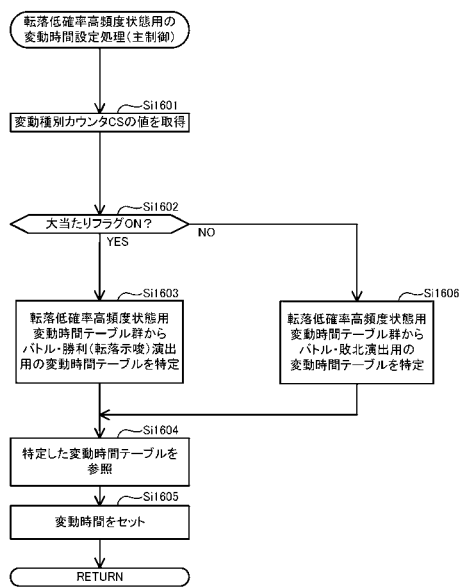 転落低確率高頻度状態用の
変動時間設定処理(主制御)
Si1601
変動種別カウンタCSの値を取得
Si1602
大当たりフラグON?
YES
NO
Si1603
転落低確率高頻度状態用
変動時間テーブル群から
バトル・勝利(転落示唆)演出
用の変動時間テーブルを特定
Si1606
転落低確率高頻度状態用
変動時間テーブル群から
バトル・敗北演出用の
変動時間テーブルを特定
Si1604
特定した変動時間テーブルを
参照
Si1605
変動時間をセット
RETURN